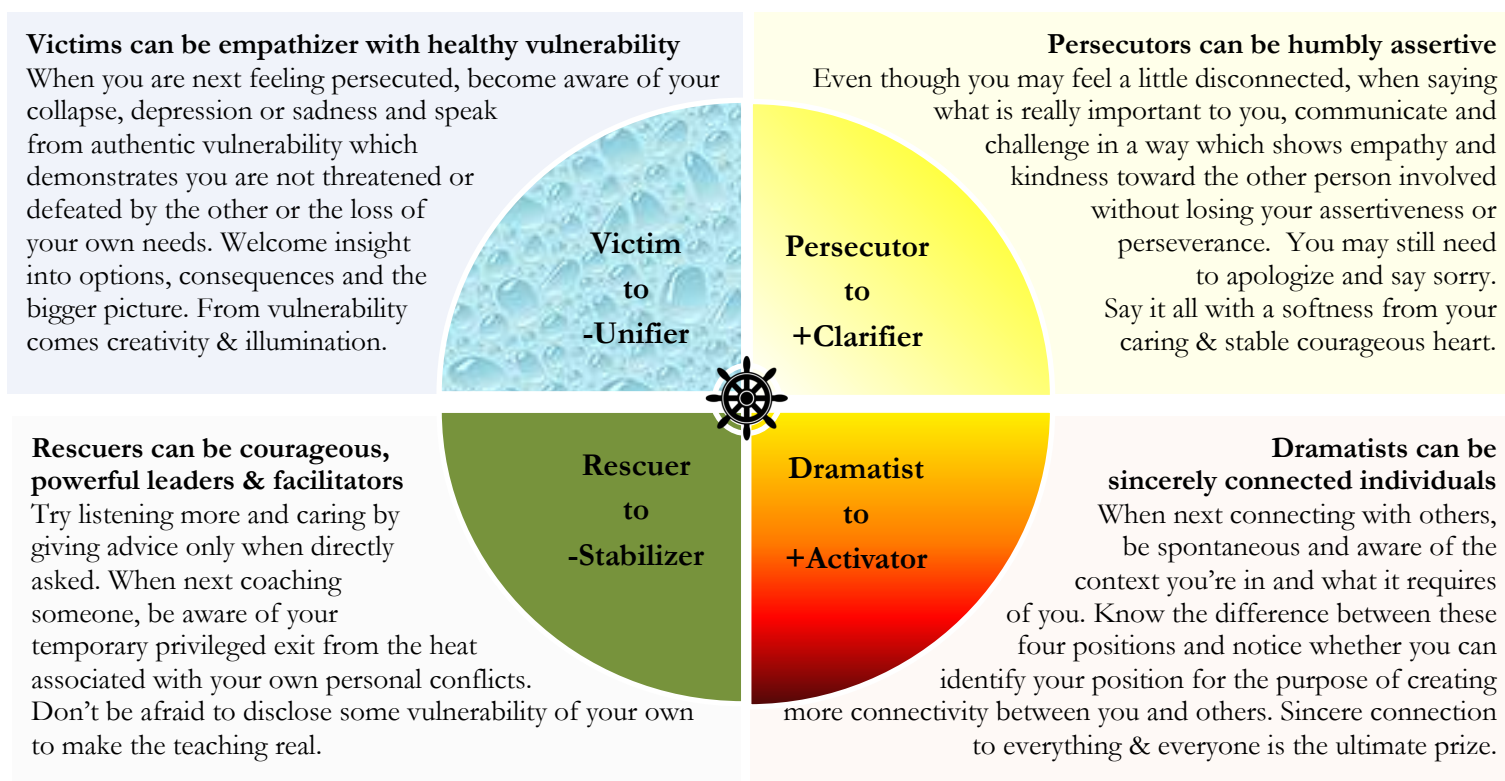 Victims can be empathizer with healthy vulnerability
When you are next feeling persecuted, become aware of your
collapse, depression or sadness and speak
from authentic vulnerability which
demonstrates you are not threatened or
defeated by the other or the loss of
your own needs. Welcome insight
into options, consequences and the
bigger picture. From vulnerability
comes creativity & illumination.
Persecutors can be humbly assertive
Even though you may feel a little disconnected, when saying
what is really important to you, communicate and
challenge in a way which shows empathy and
kindness toward the other person involved
without losing your assertiveness or
perseverance.  You may still need
to apologize and say sorry.
Say it all with a softness from your
caring & stable courageous heart.
Victim
to
-Unifier
Persecutor
to
+Clarifier
Rescuer
to
-Stabilizer
Dramatist
to
+Activator
Rescuers can be courageous,
powerful leaders & facilitators
Try listening more and caring by
giving advice only when directly
asked. When next coaching
someone, be aware of your
temporary privileged exit from the heat
associated with your own personal conflicts.
Don't be afraid to disclose some vulnerability of your own
to make the teaching real.
Dramatists can be
sincerely connected individuals
When next connecting with others,
be spontaneous and aware of the
context you're in and what it requires
of you. Know the difference between these
four positions and notice whether you can
identify your position for the purpose of creating
more connectivity between you and others. Sincere connection
to everything & everyone is the ultimate prize.